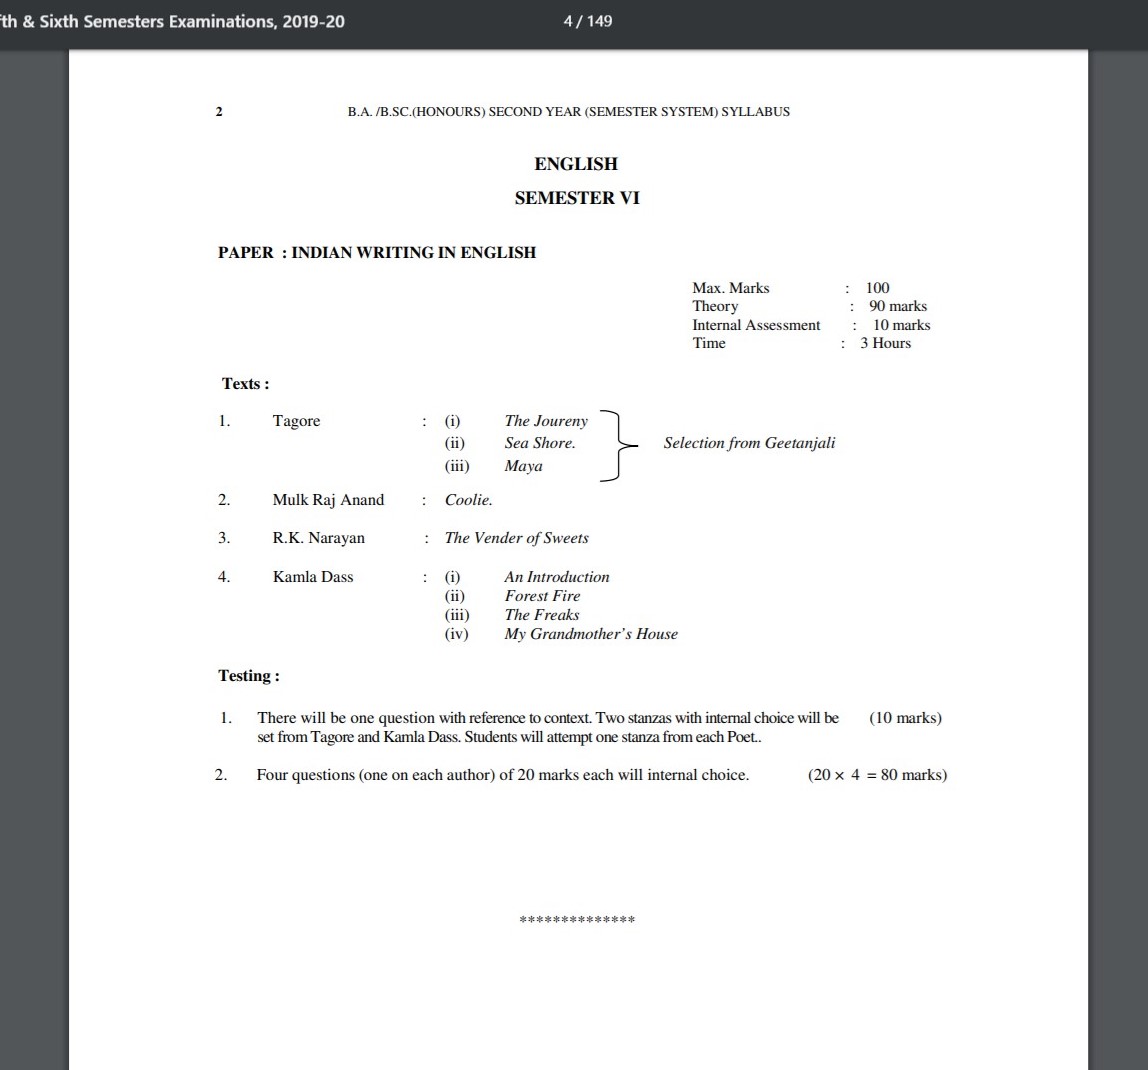 th & Sixth Semesters Examinations, 2019-20 4 / 149
2 B.A. /B.SC.(HONOURS) SECOND YEAR (SEMESTER SYSTEM) SYLLABUS
ENGLISH
SEMESTER VI
PAPER : INDIAN WRITING IN ENGLISH
Max. Marks : 100
Theory : 90 marks
Internal Assessment : 10 marks
Time : 3 Hours
Texts :
1. Tagore : (i) The Joureny
(ii) Sea Shore. Selection from Geetanjali
(iii) Maya
2. Mulk Raj Anand : Coolie.
3. R.K. Narayan : The Vender of Sweets
4. Kamla Dass : (i) An Introduction
(ii) Forest Fire
(iii) The Freaks
(iv) My Grandmother's House
Testing :
1. There will be one question with reference to context. Two stanzas with internal choice will be (10 marks)
set from Tagore and Kamla Dass. Students will attempt one stanza from each Poet..
2. Four questions (one on each author) of 20 marks each will internal choice. (20 × 4 = 80 marks)
**************